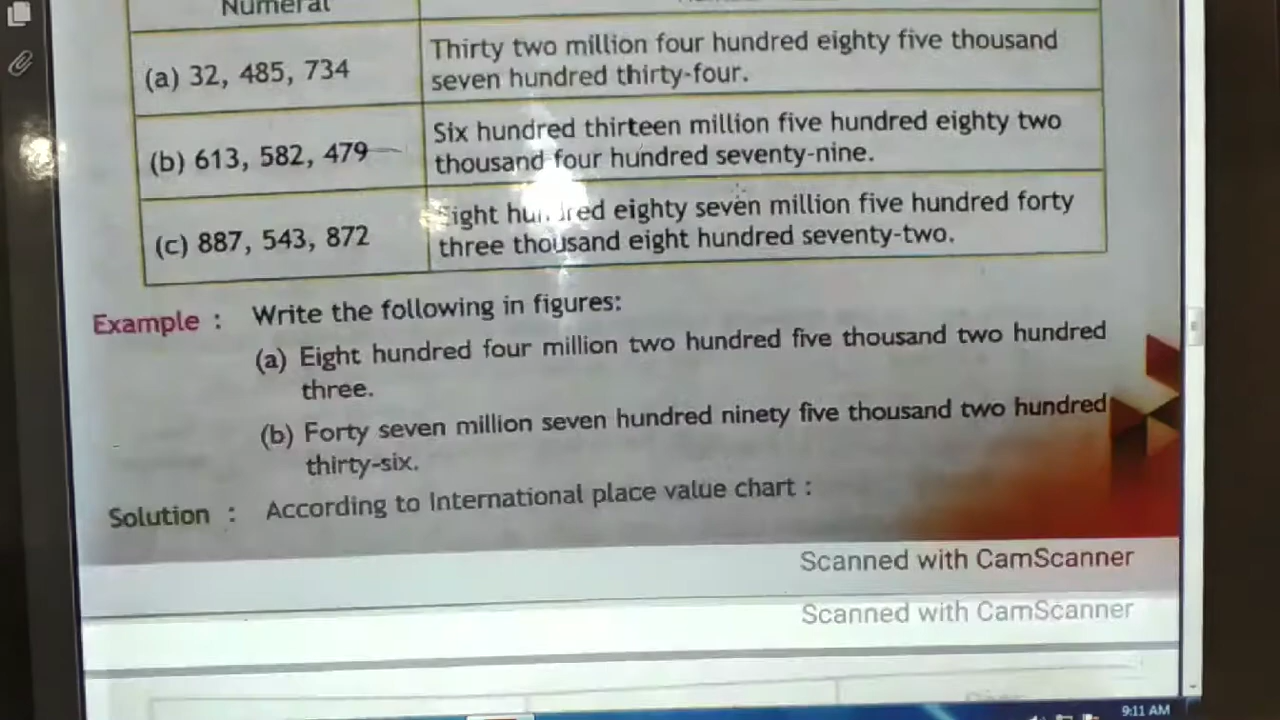 Numeral
(a) 32, 485, 734
Thirty two million four hundred eighty five thousand
seven hundred thirty-four.
(b) 613, 582, 479
Six hundred thirteen million five hundred eighty two
thousand four hundred seventy-nine.
(c) 887, 543, 872
Eight hundred eighty seven million five hundred forty
three thousand eight hundred seventy-two.
Example : Write the following in figures:
(a) Eight hundred four million two hundred five thousand two hundred
three.
(b) Forty seven million seven hundred ninety five thousand two hundred
thirty-six.
Solution : According to International place value chart :
Scanned with CamScanner
Scanned with CamScanner
9:11 AM